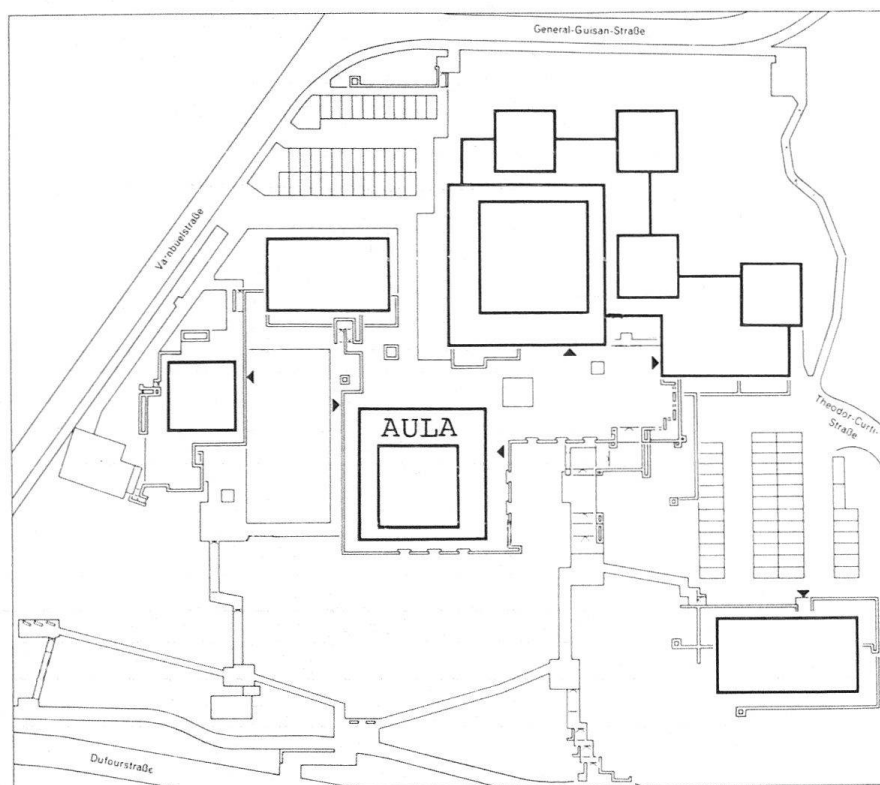 General-Guisan-Straße
Varnbüelstraße
AULA
Theodor-Curti-
Straße
Dufourstraße